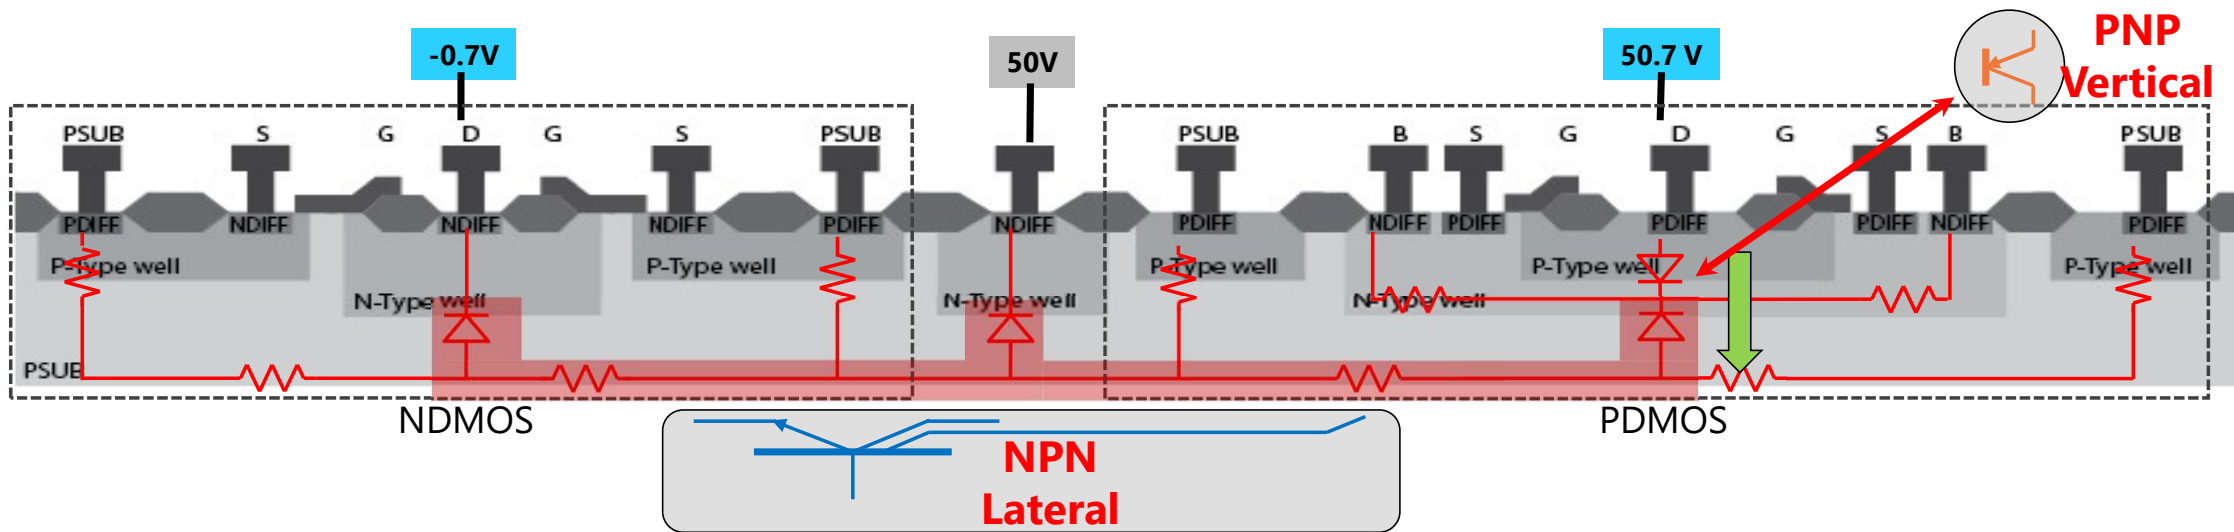 -0.7V
50V
50.7 V
PNP
Vertical
PSUB S G D G S PSUB PSUB B S G D G S B PSUB
PDIFF NDIFF NDIFF NDIFF PDIFF NDIFF PDIFF NDIFF PDIFF PDIFF PDIFF NDIFF PDIFF
P-Type well P-Type well P-Type well P-Type well P-Type well
N-Type well N-Type well N-Type well
PSUB
NDMOS PDMOS
NPN
Lateral